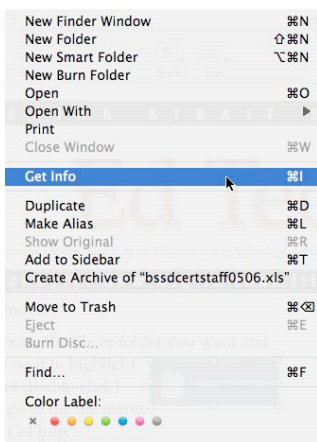 New Finder Window ⌘N
New Folder ⇧⌘N
New Smart Folder ⌥⌘N
New Burn Folder
Open ⌘O
Open With ▶
Print
Close Window ⌘W
Get Info ⌘I
Duplicate ⌘D
Make Alias ⌘L
Show Original ⌘R
Add to Sidebar ⌘T
Create Archive of “bssdcertstaff0506.xls”
Move to Trash ⌘⌫
Eject ⌘E
Burn Disc...
Find... ⌘F
Color Label:
×